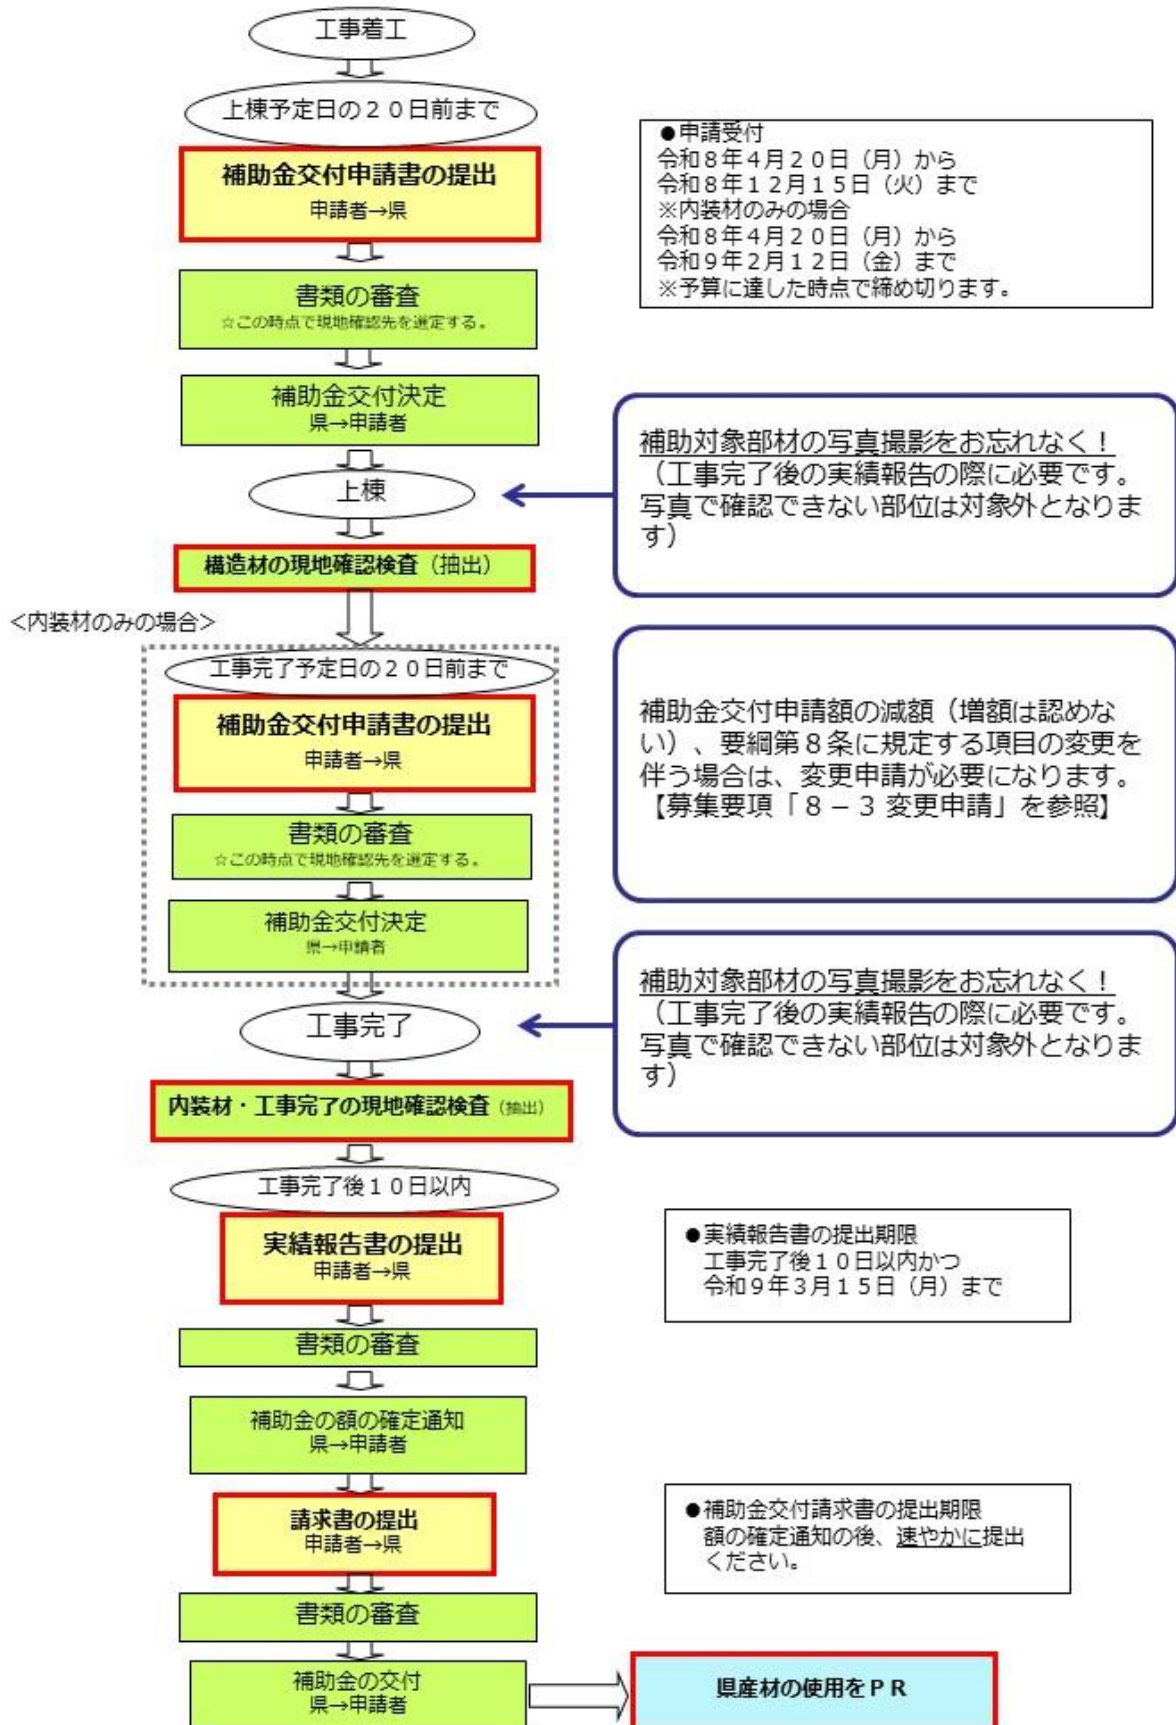 工事着工
上棟予定日の２０日前まで
補助金交付申請書の提出
申請者→県
●申請受付
令和８年４月２０日（月）から
令和８年１２月１５日（火）まで
※内装材のみの場合
令和８年４月２０日（月）から
令和９年２月１２日（金）まで
※予算に達した時点で締め切ります。
書類の審査
☆この時点で現地確認先を選定する。
補助金交付決定
県→申請者
上棟
補助対象部材の写真撮影をお忘れなく！
（工事完了後の実績報告の際に必要です。
写真で確認できない部位は対象外となりま
す）
構造材の現地確認検査（抽出）
＜内装材のみの場合＞
工事完了予定日の２０日前まで
補助金交付申請書の提出
申請者→県
書類の審査
☆この時点で現地確認先を選定する。
補助金交付決定
県→申請者
補助金交付申請額の減額（増額は認めな
い）、要綱第８条に規定する項目の変更を
伴う場合は、変更申請が必要になります。
【募集要項「８－３ 変更申請」を参照】
工事完了
補助対象部材の写真撮影をお忘れなく！
（工事完了後の実績報告の際に必要です。
写真で確認できない部位は対象外となりま
す）
内装材・工事完了の現地確認検査（抽出）
工事完了後１０日以内
実績報告書の提出
申請者→県
●実績報告書の提出期限
工事完了後１０日以内かつ
令和９年３月１５日（月）まで
書類の審査
補助金の額の確定通知
県→申請者
請求書の提出
申請者→県
●補助金交付請求書の提出期限
額の確定通知の後、速やかに提出
ください。
書類の審査
補助金の交付
県→申請者
県産材の使用をＰＲ